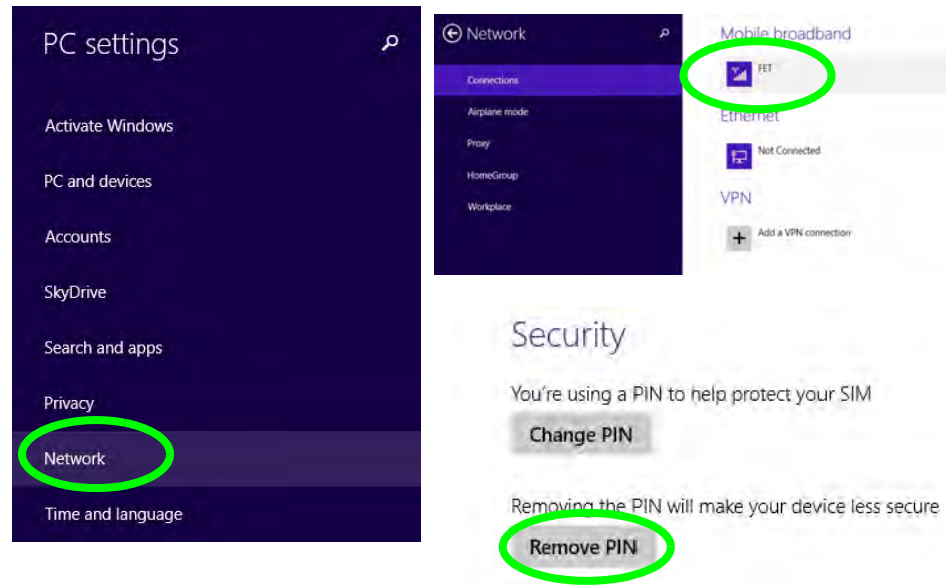 PC settings
Activate Windows
PC and devices
Accounts
SkyDrive
Search and apps
Privacy
Network
Time and language
Network
Connections
Airplane mode
Proxy
HomeGroup
Workplace
Mobile broadband
FET
Ethernet
Not Connected
VPN
Add a VPN connection
Security
You're using a PIN to help protect your SIM
Change PIN
Removing the PIN will make your device less secure
Remove PIN